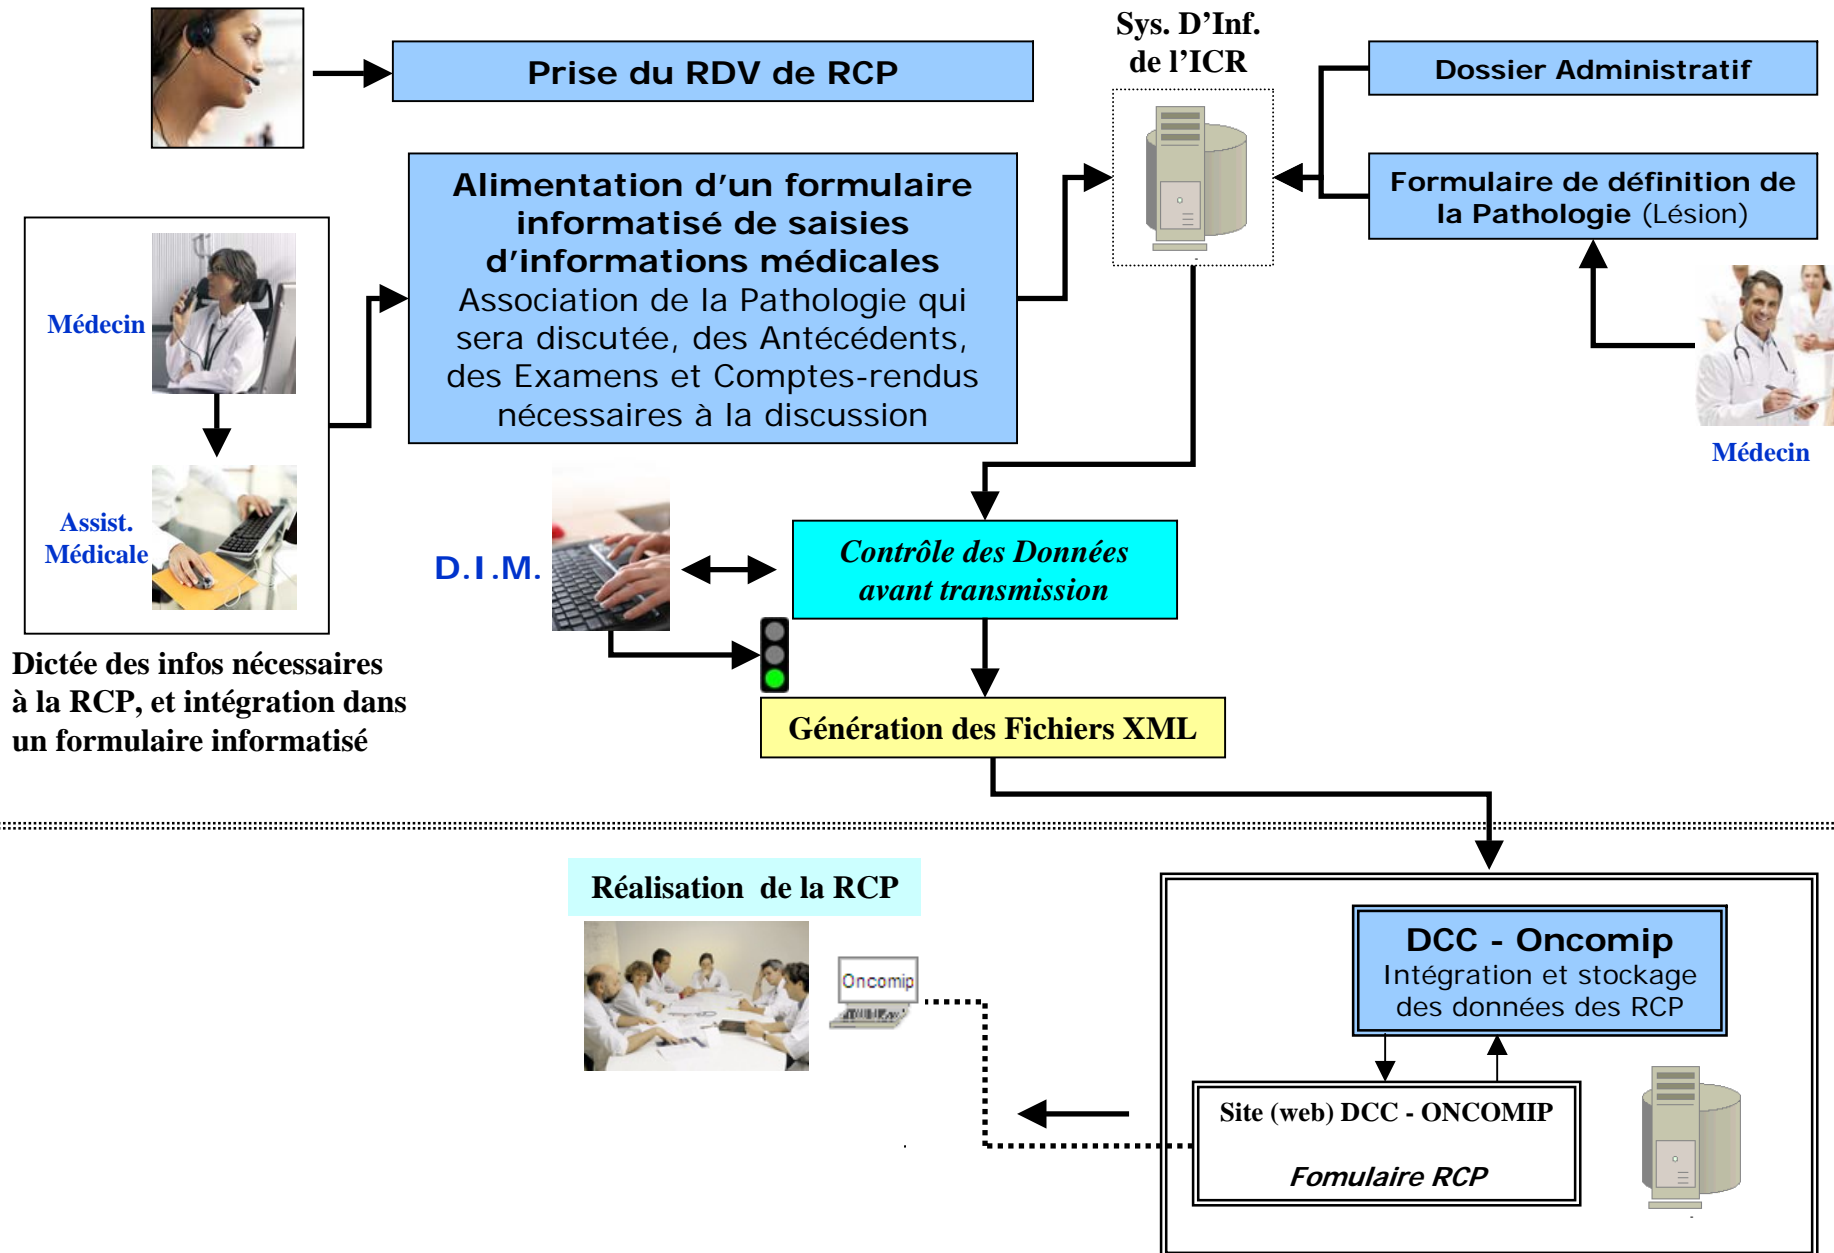 Sys. D’Inf.
de l’ICR
Prise du RDV de RCP
Dossier Administratif
Alimentation d’un formulaire
informatisé de saisies
d’informations médicales
Association de la Pathologie qui
sera discutée, des Antécédents,
des Examens et Comptes-rendus
nécessaires à la discussion
Formulaire de définition de
la Pathologie (Lésion)
Médecin
Médecin
Assist.
Médicale
D.I.M.
Contrôle des Données
avant transmission
Dictée des infos nécessaires
à la RCP, et intégration dans
un formulaire informatisé
Génération des Fichiers XML
Réalisation de la RCP
Oncomip
DCC - Oncomip
Intégration et stockage
des données des RCP
Site (web) DCC - ONCOMIP
Fomulaire RCP